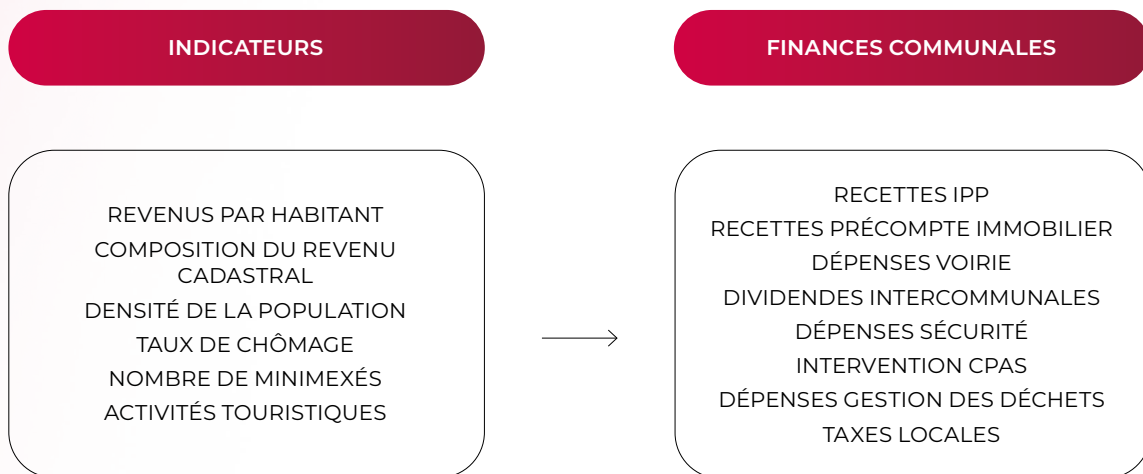 INDICATEURS
REVENUS PAR HABITANT
COMPOSITION DU REVENU
CADASTRAL
DENSITÉ DE LA POPULATION
TAUX DE CHÔMAGE
NOMBRE DE MINIMEXÉS
ACTIVITÉS TOURISTIQUES
FINANCES COMMUNALES
RECETTES IPP
RECETTES PRÉCOMPTE IMMOBILIER
DÉPENSES VOIRIE
DIVIDENDES INTERCOMMUNALES
DÉPENSES SÉCURITÉ
INTERVENTION CPAS
DÉPENSES GESTION DES DÉCHETS
TAXES LOCALES